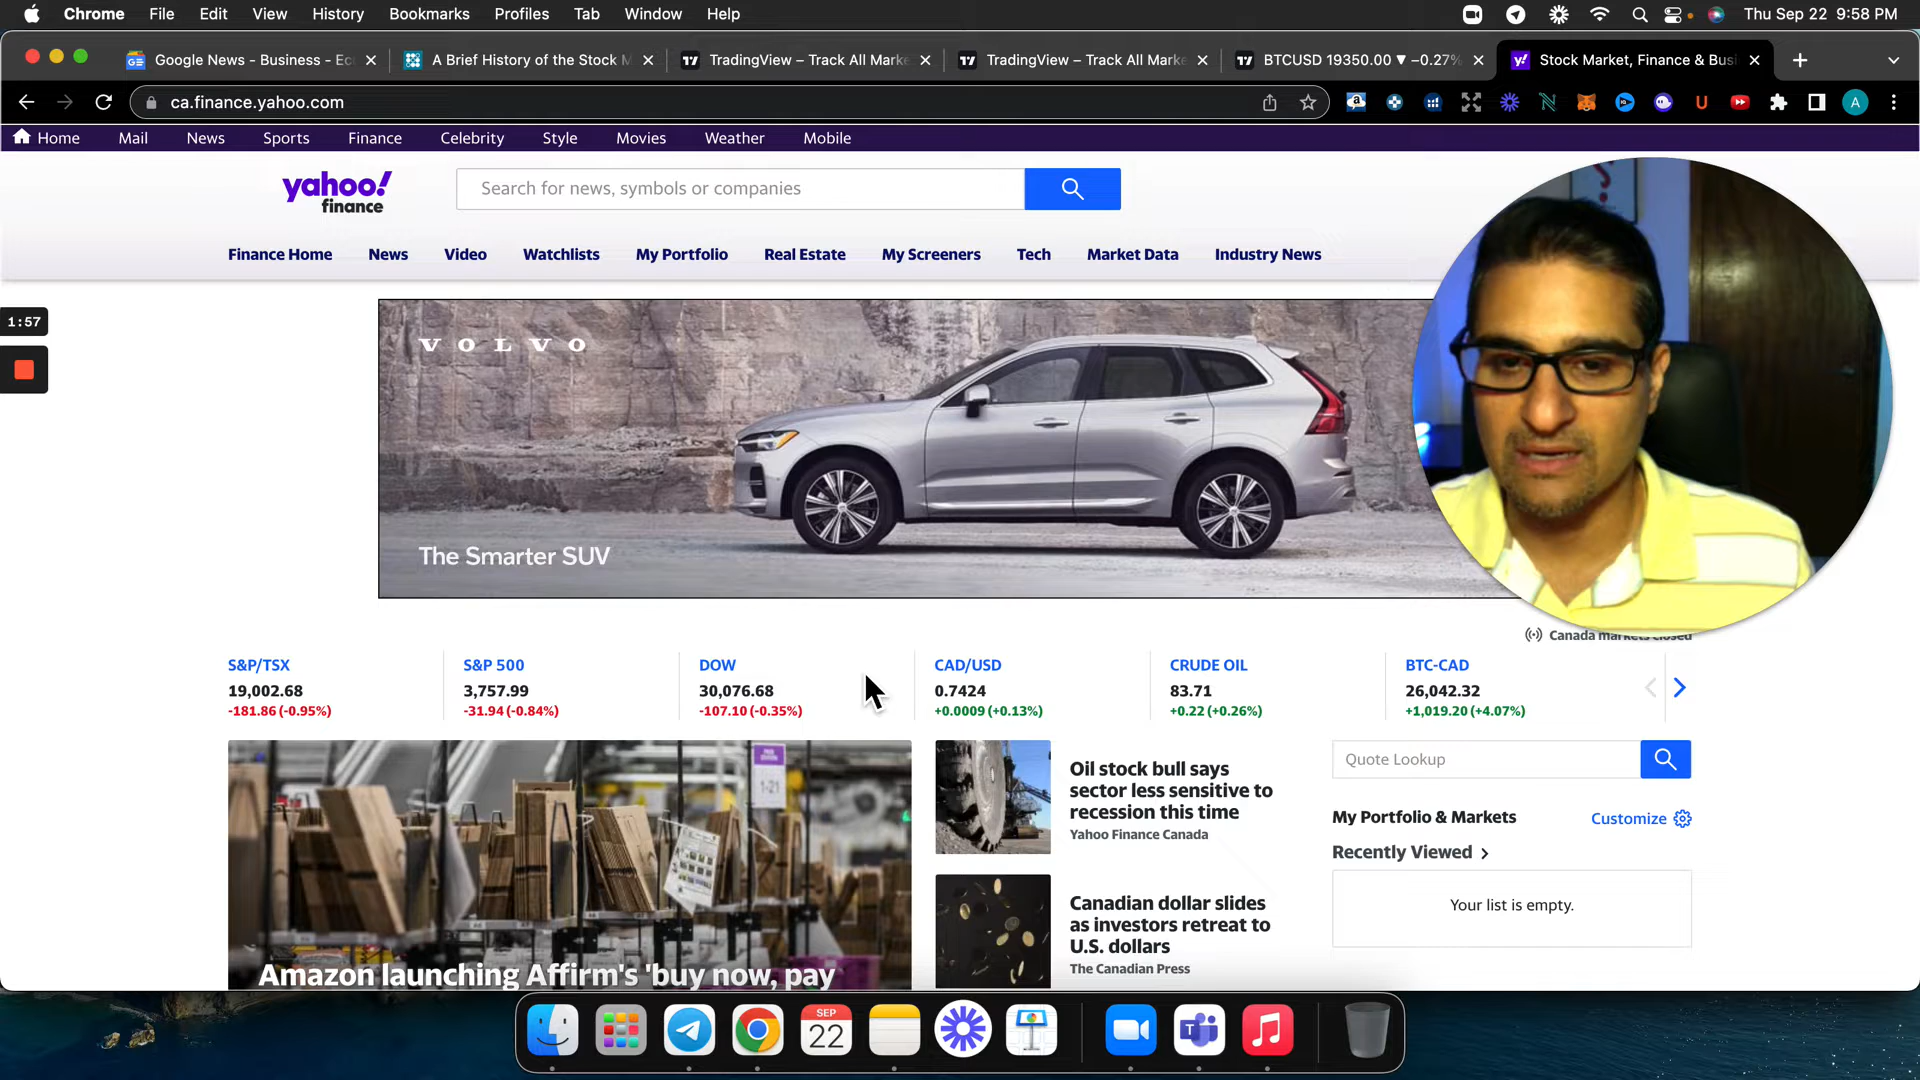 Chrome File Edit View History Bookmarks Profiles Tab Window Help Thu Sep 22 9:58 PM
Google News - Business - Ec A Brief History of the Stock M TradingView – Track All Marke TradingView – Track All Marke BTCUSD 19350.00 ▼ −0.27% Stock Market, Finance & Busi
ca.finance.yahoo.com
Home Mail News Sports Finance Celebrity Style Movies Weather Mobile
yahoo!
finance
Search for news, symbols or companies
Finance Home News Video Watchlists My Portfolio Real Estate My Screeners Tech Market Data Industry News
1:57
VOLVO
The Smarter SUV
Canada markets closed
S&P/TSX S&P 500 DOW CAD/USD CRUDE OIL BTC-CAD
19,002.68 3,757.99 30,076.68 0.7424 83.71 26,042.32
-181.86 (-0.95%) -31.94 (-0.84%) -107.10 (-0.35%) +0.0009 (+0.13%) +0.22 (+0.26%) +1,019.20 (+4.07%)
Amazon launching Affirm's 'buy now, pay
Oil stock bull says
sector less sensitive to
recession this time
Yahoo Finance Canada
Canadian dollar slides
as investors retreat to
U.S. dollars
The Canadian Press
Quote Lookup
My Portfolio & Markets Customize
Recently Viewed
Your list is empty.
SEP
22